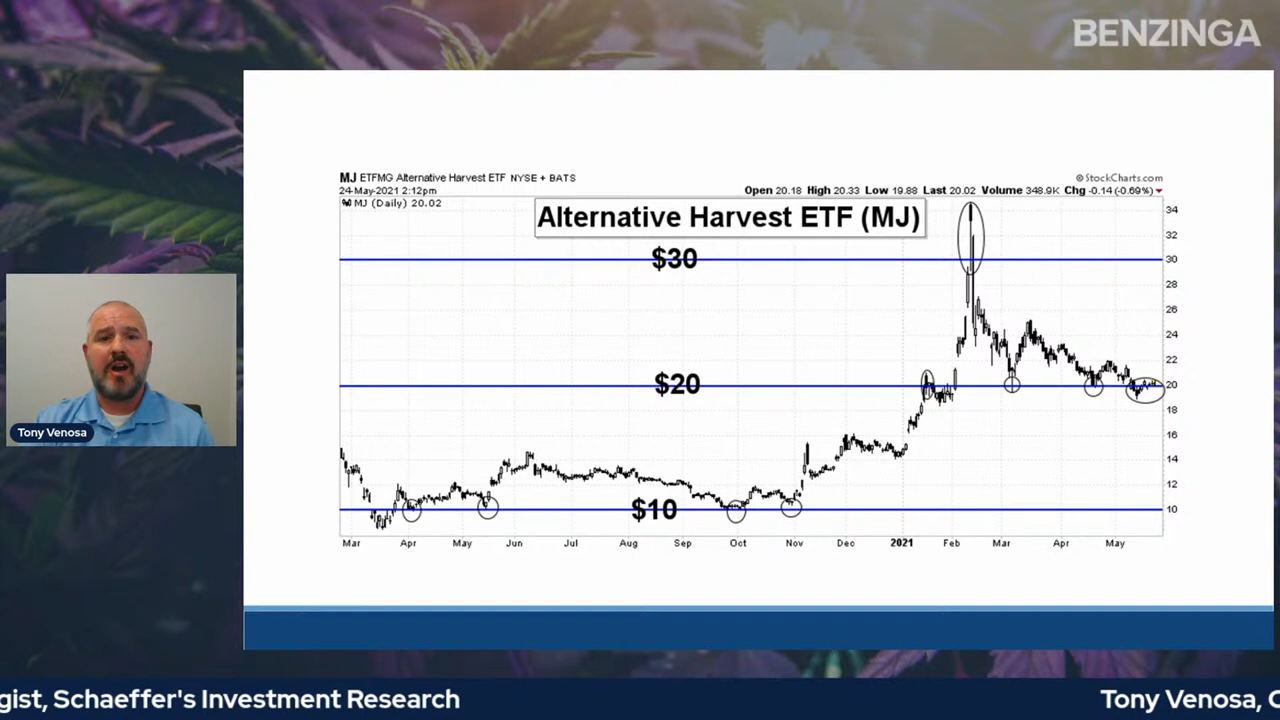 BENZINGA
MJ ETFMG Alternative Harvest ETF NYSE + BATS
© StockCharts.com
24-May-2021 2:12pm
Open 20.18 High 20.33 Low 19.88 Last 20.02 Volume 348.9K Chg -0.14 (-0.69%)
MJ (Daily) 20.02
Alternative Harvest ETF (MJ)
34
32
$30
30
28
26
24
22
$20
20
18
16
14
12
$10
10
Mar Apr May Jun Jul Aug Sep Oct Nov Dec 2021 Feb Mar Apr May
Tony Venosa
gist, Schaeffer's Investment Research
Tony Venosa, C